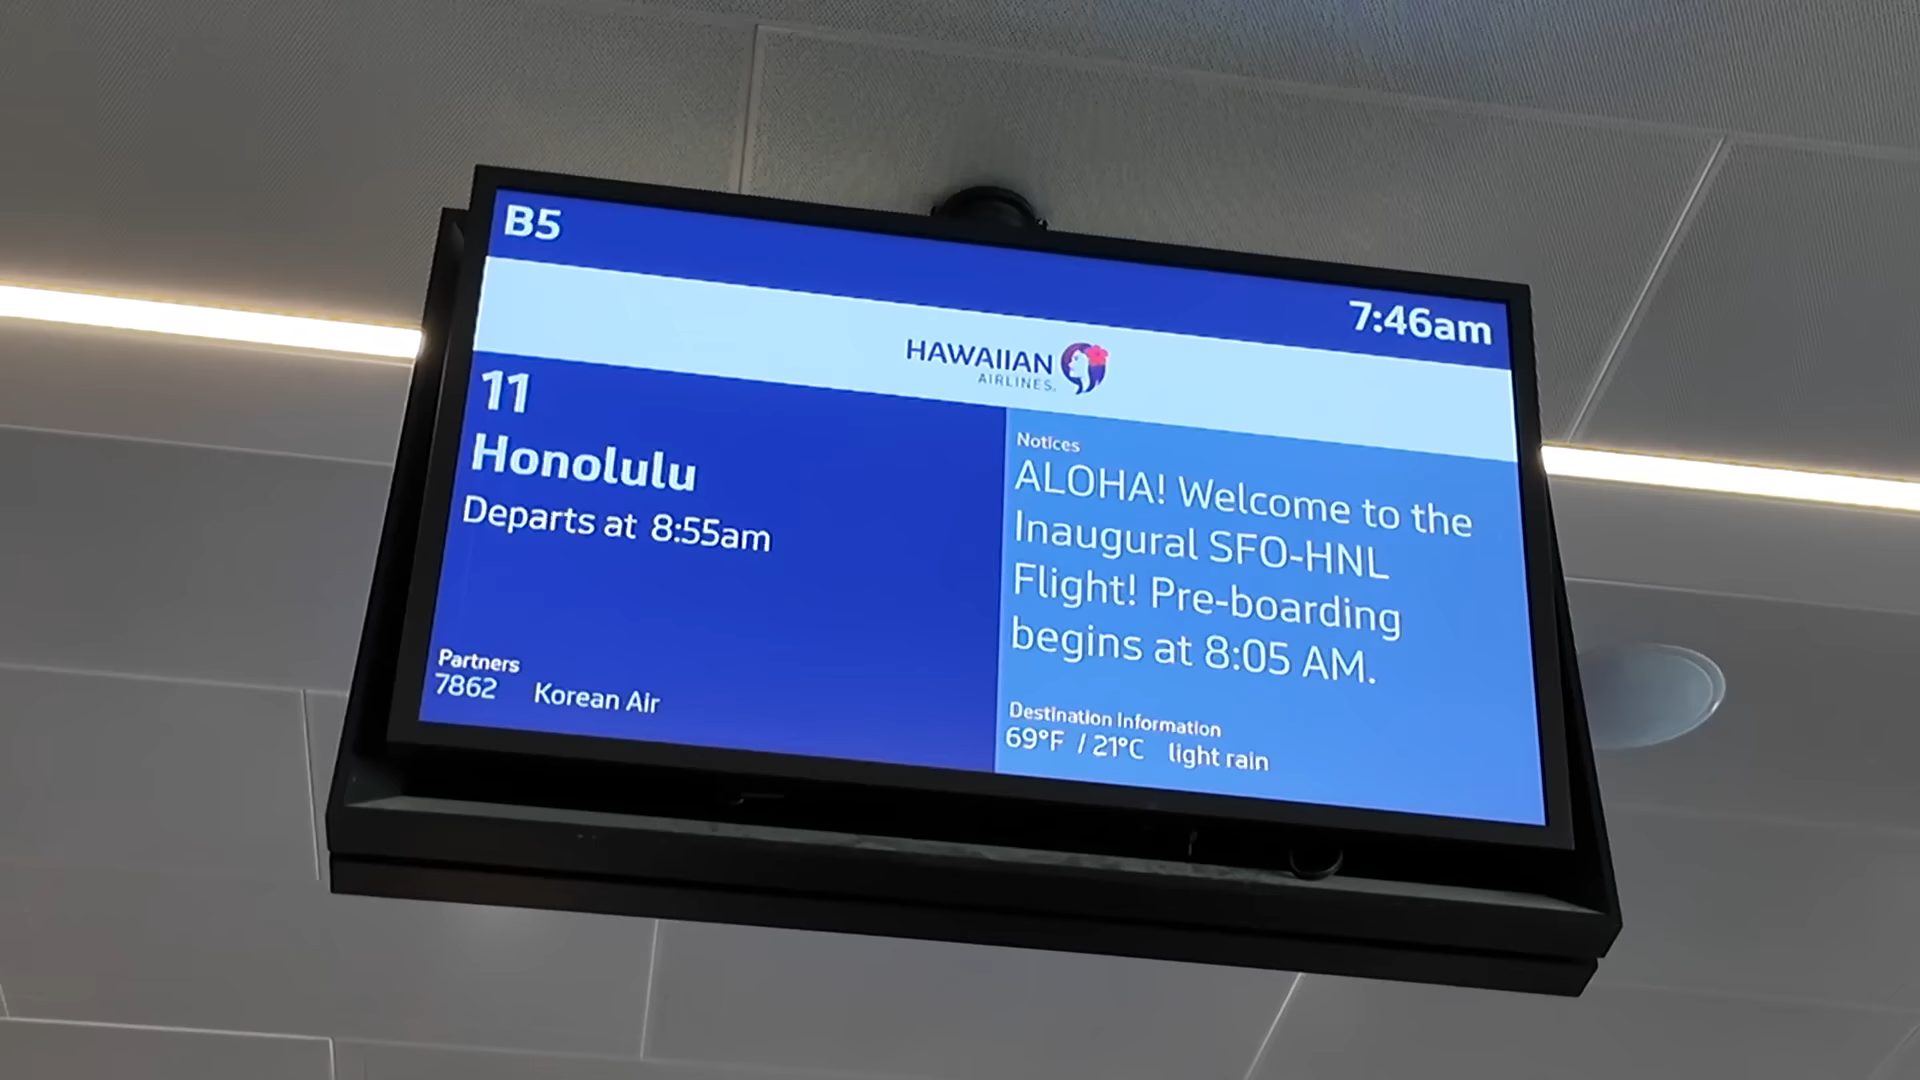 B5
7:46am
HAWAIIAN
AIRLINES.
11
Honolulu
Departs at 8:55am
Partners
7862 Korean Air
Notices
ALOHA! Welcome to the
Inaugural SFO-HNL
Flight! Pre-boarding
begins at 8:05 AM.
Destination Information
69°F / 21°C light rain